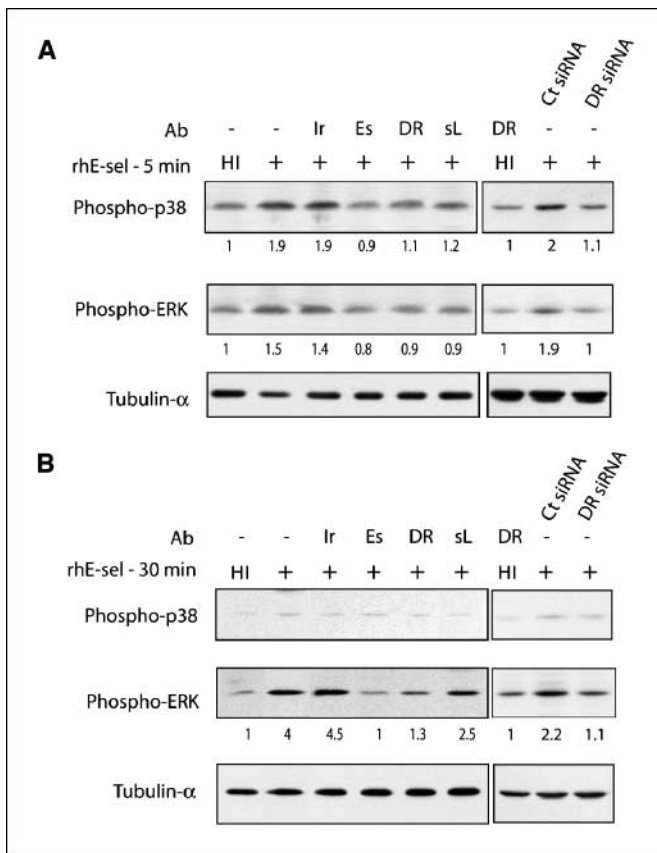 A
Ct siRNA
DR siRNA
Ab - - Ir Es DR sL DR - -
rhE-sel - 5 min HI + + + + + HI + +
Phospho-p38
1 1.9 1.9 0.9 1.1 1.2 1 2 1.1
Phospho-ERK
1 1.5 1.4 0.8 0.9 0.9 1 1.9 1
Tubulin-α
B
Ct siRNA
DR siRNA
Ab - - Ir Es DR sL DR - -
rhE-sel - 30 min HI + + + + + HI + +
Phospho-p38
Phospho-ERK
1 4 4.5 1 1.3 2.5 1 2.2 1.1
Tubulin-α